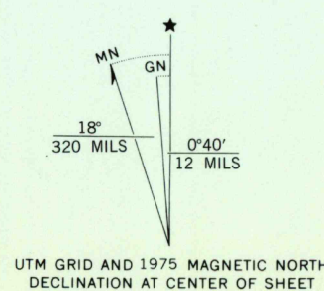 MN
GN
18°
320 MILS
0°40′
12 MILS
UTM GRID AND 1975 MAGNETIC NORTH
DECLINATION AT CENTER OF SHEET